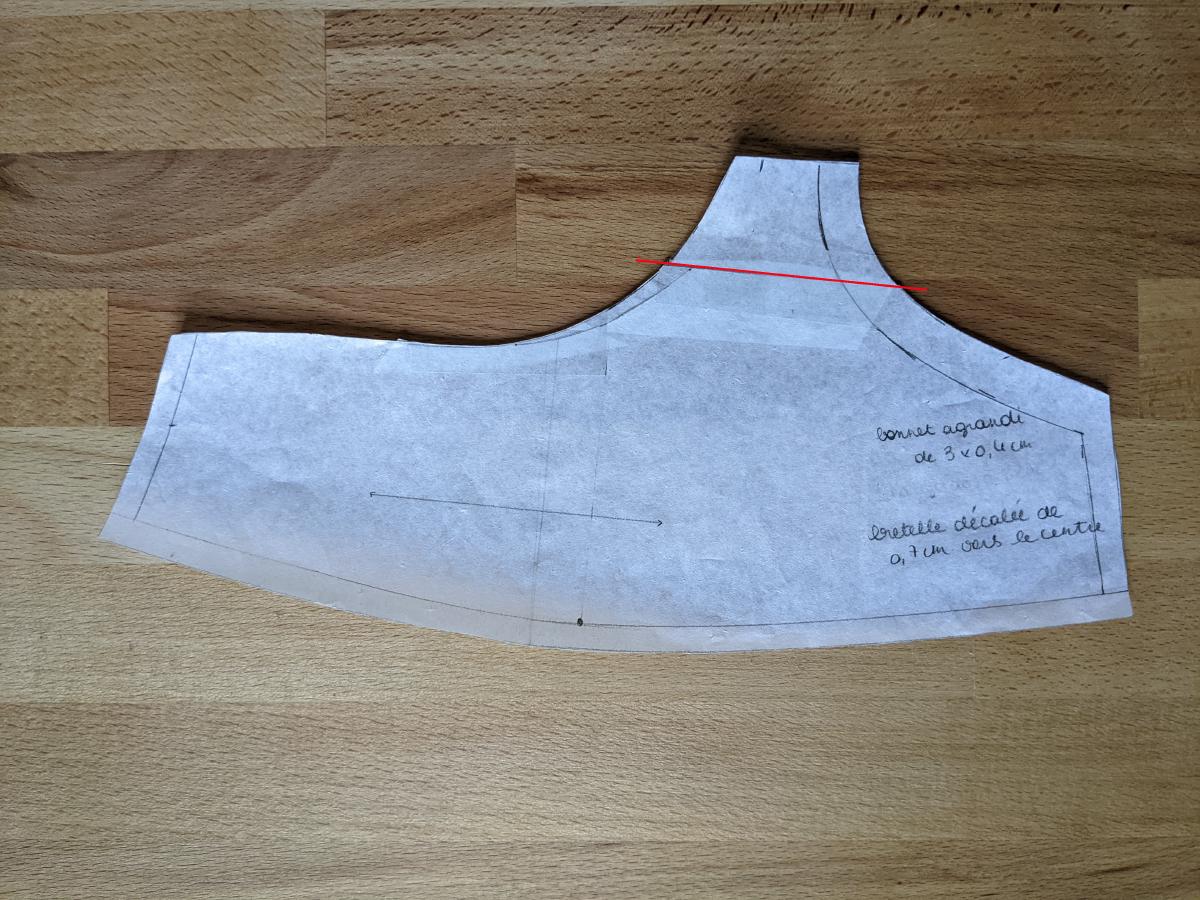 bonnet agrandi
de 3 x 0,4 cm
bretelle décalée de
0,7 cm vers le centre